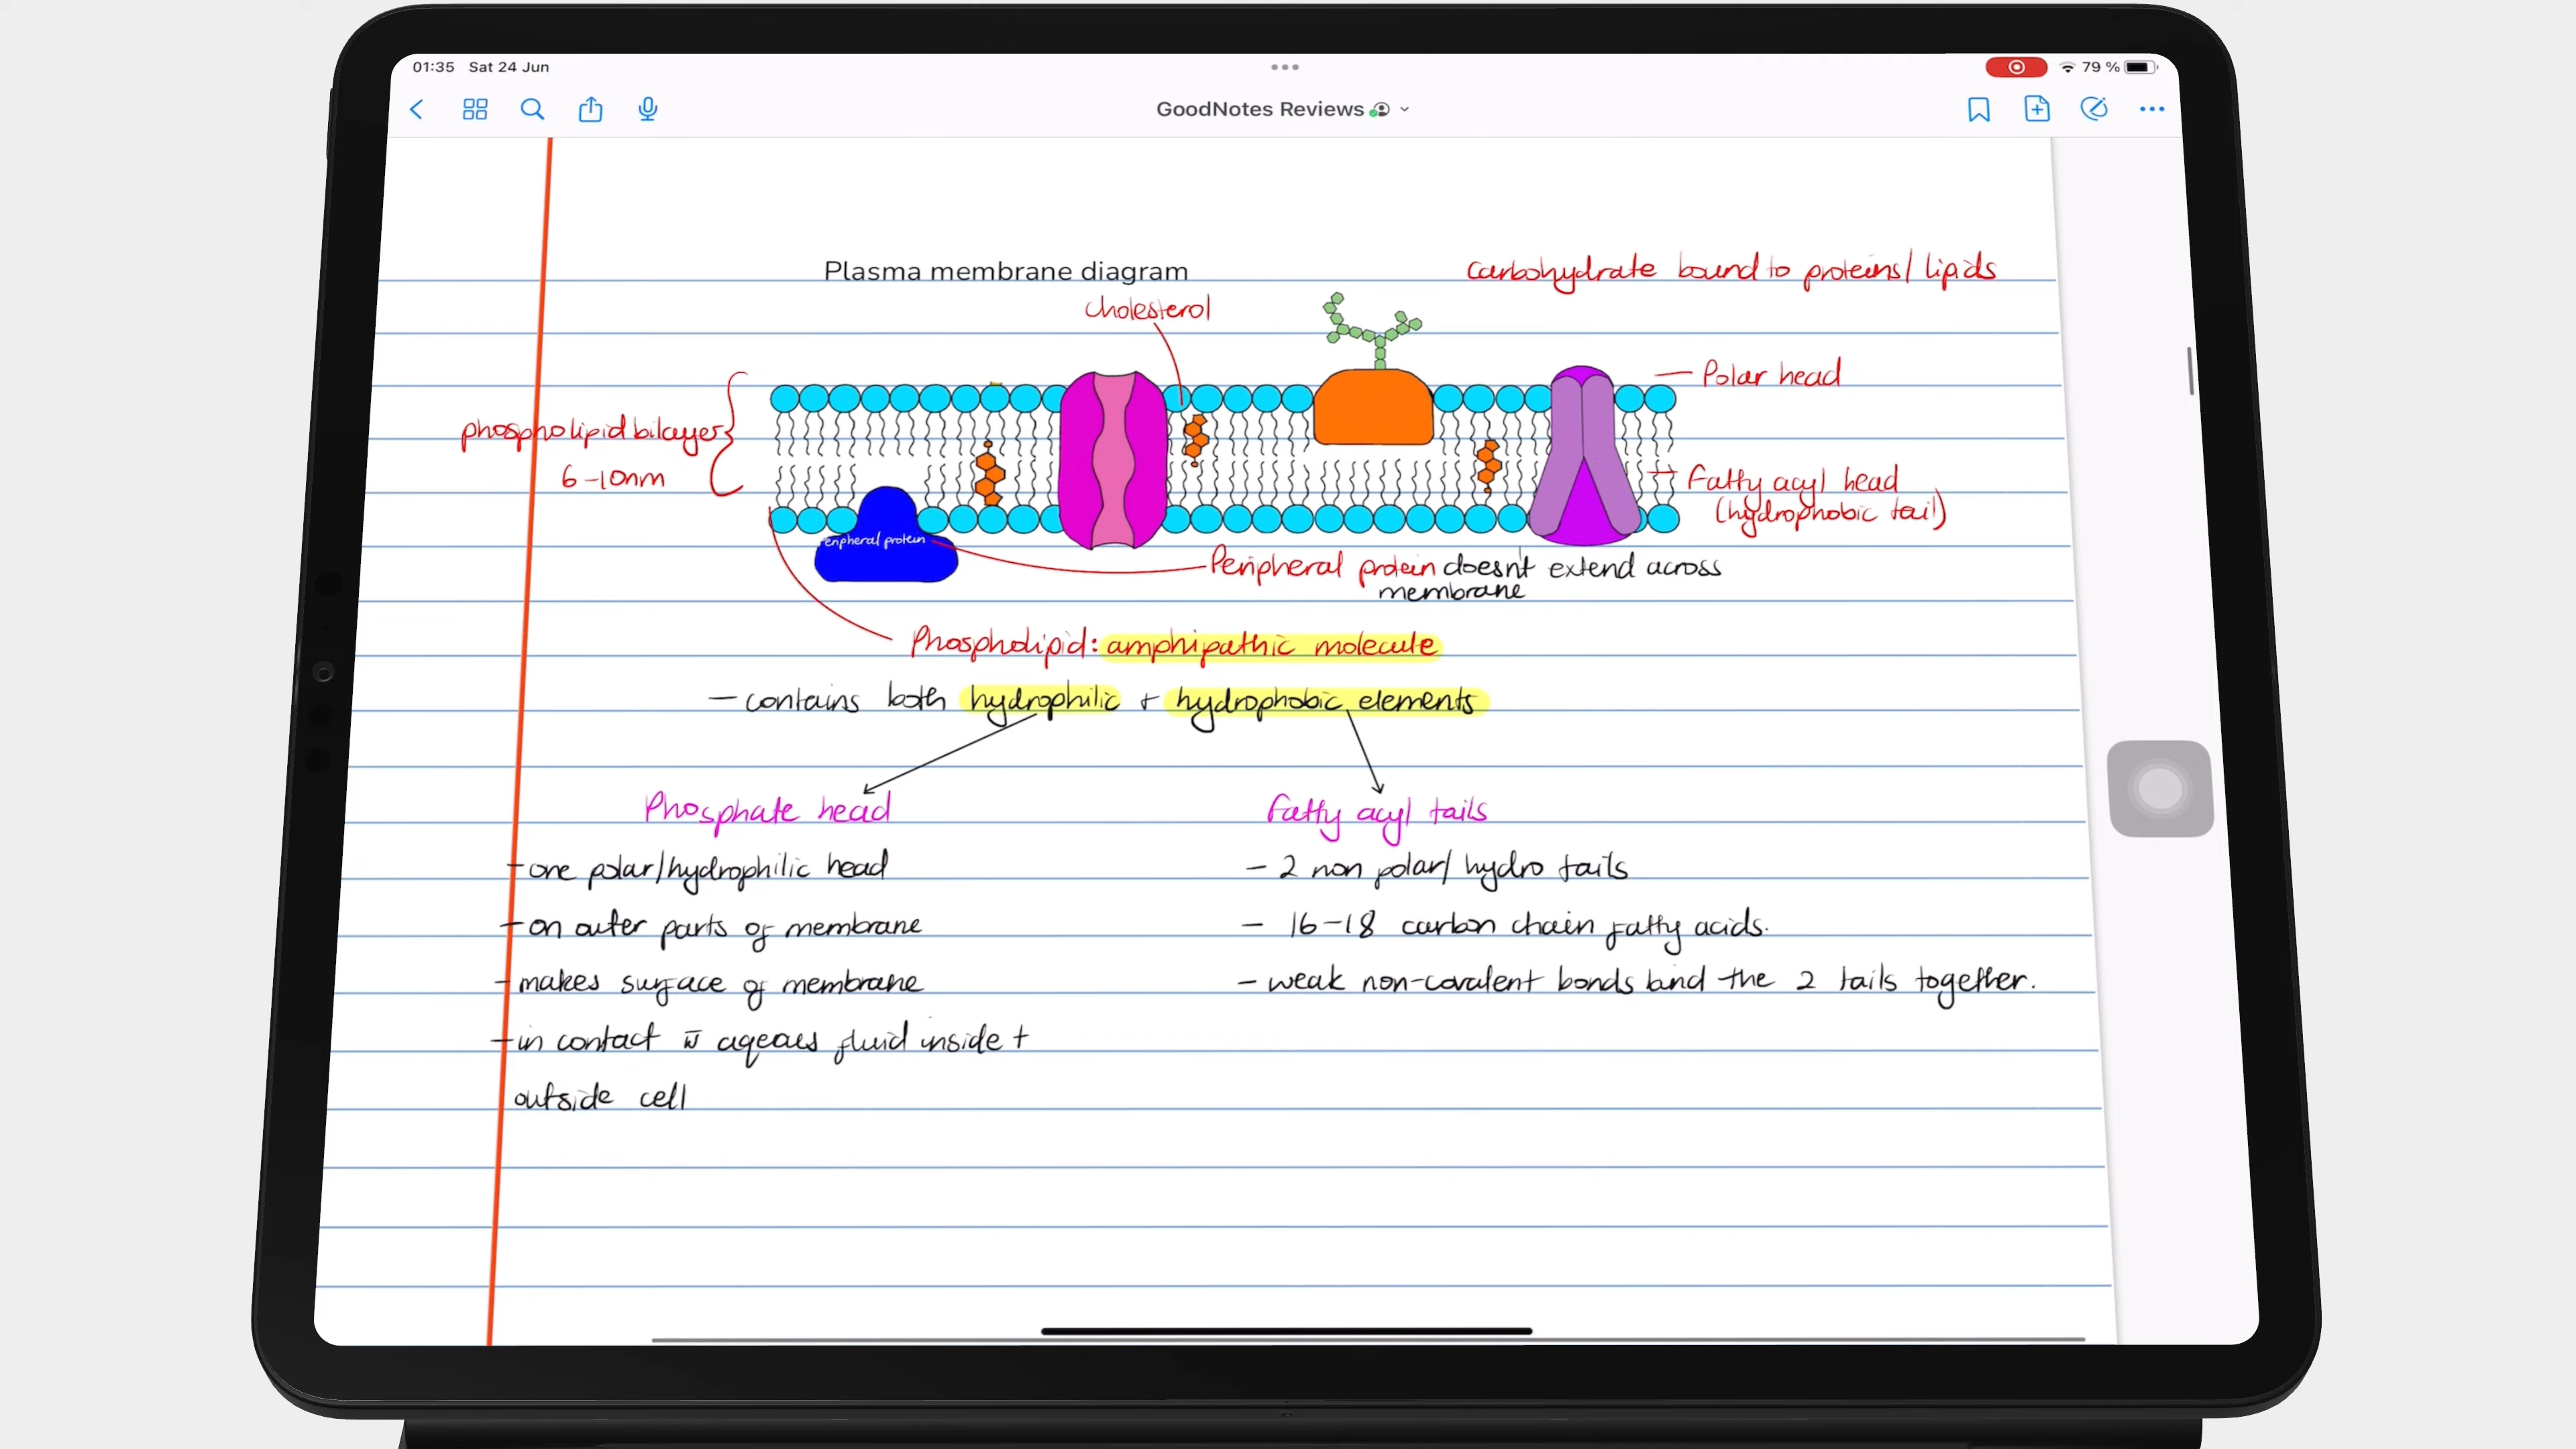 01:35 Sat 24 Jun
79 %
GoodNotes Reviews
Plasma membrane diagram
carbohydrate bound to proteins/ lipids
cholesterol
Polar head
phospholipid bilayer
6-10nm
Fatty acyl head
(hydrophobic tail)
eripheral protein
Peripheral protein doesn't extend across
membrane
Phospholipid: amphipathic molecule
- contains both hydrophilic + hydrophobic elements
Phosphate head
- one polar/hydrophilic head
- on outer parts of membrane
- makes surface of membrane
- in contact w̅ aqeous fluid inside +
outside cell
Fatty acyl tails
- 2 non polar/ hydro tails
- 16-18 carbon chain fatty acids.
- weak non-covalent bonds bind the 2 tails together.